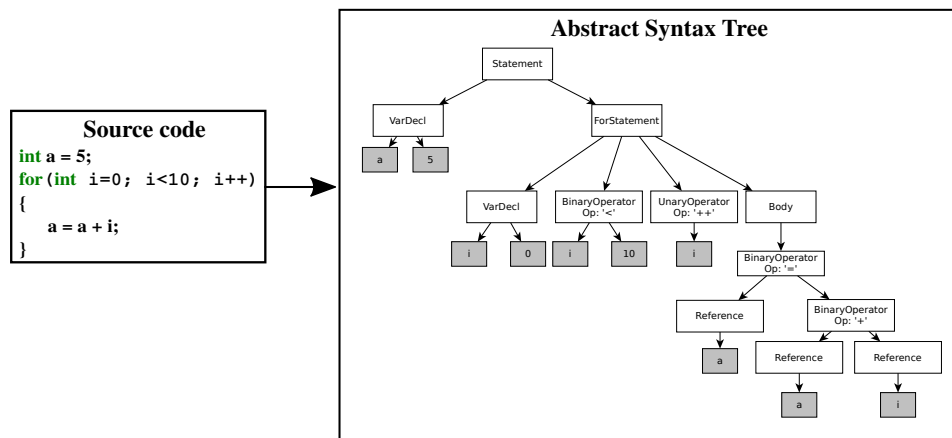 Abstract Syntax Tree
Statement
Source code
int a = 5;
for(int i=0; i<10; i++)
{
a = a + i;
}
VarDecl
ForStatement
a
5
VarDecl
BinaryOperator
Op: '<'
UnaryOperator
Op: '++'
Body
i
0
i
10
i
BinaryOperator
Op: '='
Reference
BinaryOperator
Op: '+'
a
Reference
Reference
a
i